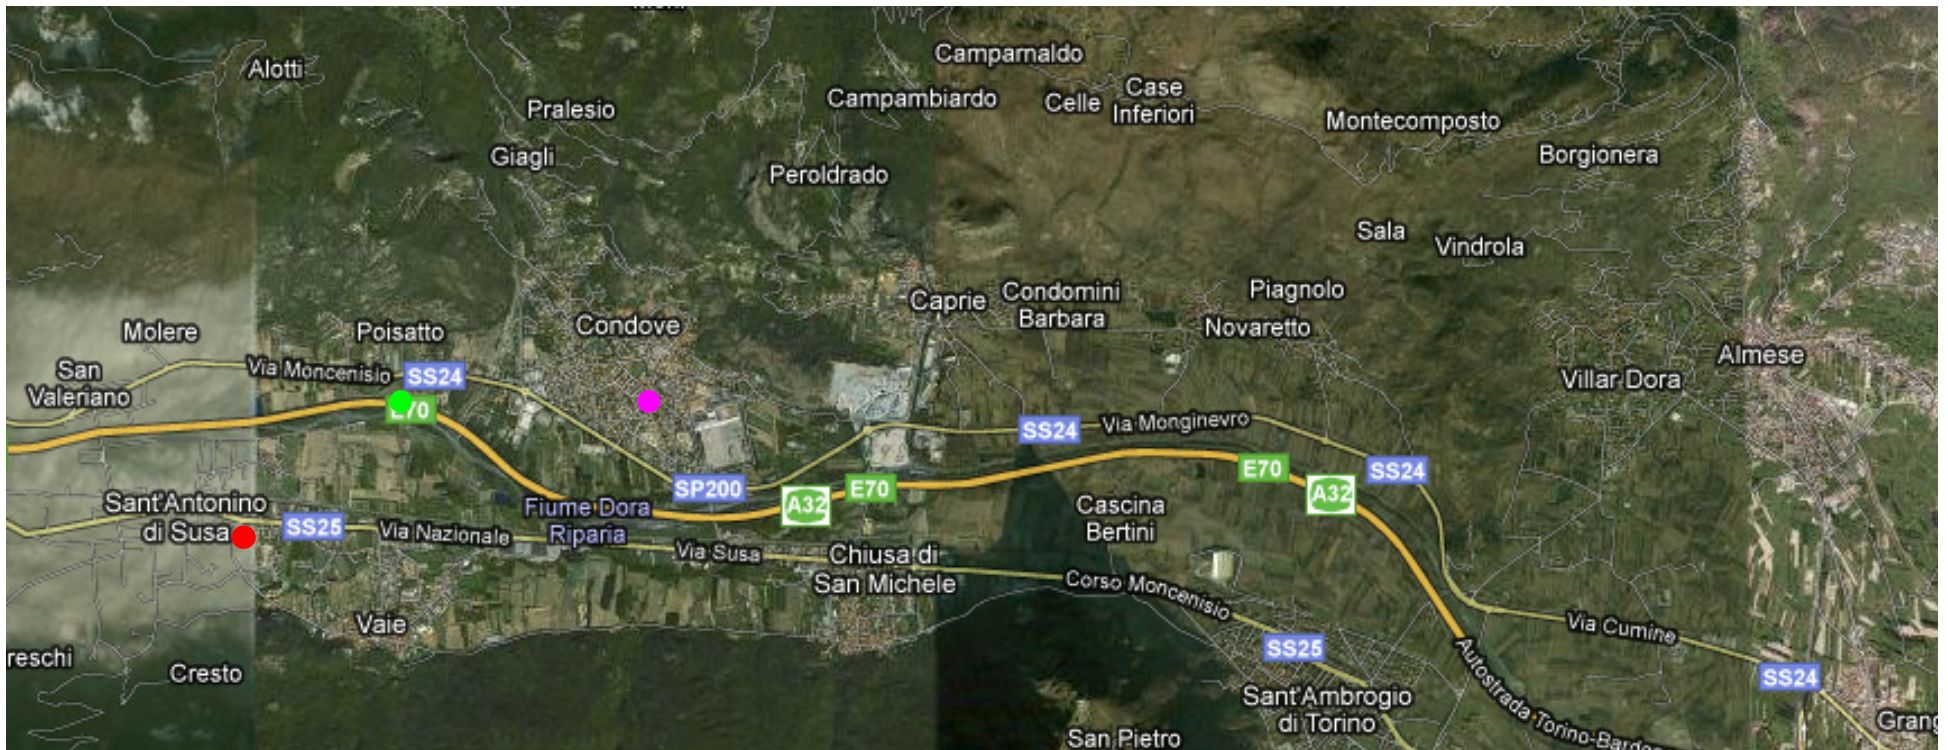 Camparnaldo
Alotti
Campambiardo
Celle
Case
Inferiori
Pralesio
Montecomposto
Giagli
Borgionera
Peroldrado
Sala
Vindrola
Caprie
Condomini
Barbara
Piagnolo
Molere
Poisatto
Condove
Novaretto
Almese
San
Valeriano
Via Moncenisio
SS24
Villar Dora
E70
SS24
Via Monginevro
E70
SS24
SP200
E70
A32
A32
Sant'Antonino
di Susa
SS25
Via Nazionale
Fiume Dora
Riparia
Cascina
Bertini
Via Susa
Chiusa di
San Michele
Corso Moncenisio
Vaie
Via Cumine
SS25
reschi
Cresto
Autostrada Torino-Bardo
SS24
Sant'Ambrogio
di Torino
Grang
San Pietro